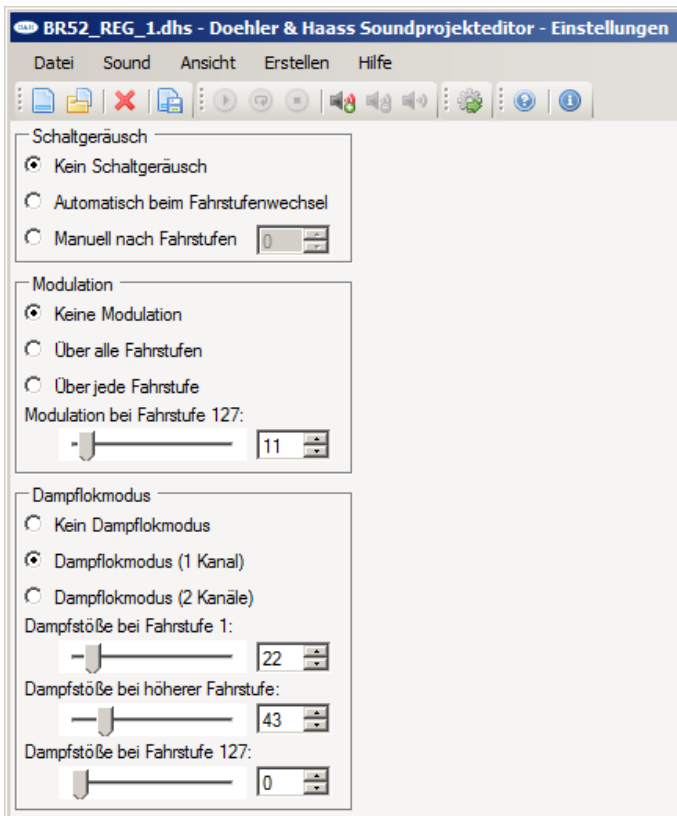 BR52_REG_1.dhs - Doehler & Haass Soundprojekteditor - Einstellungen
Datei Sound Ansicht Erstellen Hilfe
Schaltgeräusch
Kein Schaltgeräusch
Automatisch beim Fahrstufenwechsel
Manuell nach Fahrstufen 0
Modulation
Keine Modulation
Über alle Fahrstufen
Über jede Fahrstufe
Modulation bei Fahrstufe 127:
11
Dampflokmodus
Kein Dampflokmodus
Dampflokmodus (1 Kanal)
Dampflokmodus (2 Kanäle)
Dampfstöße bei Fahrstufe 1:
22
Dampfstöße bei höherer Fahrstufe:
43
Dampfstöße bei Fahrstufe 127:
0